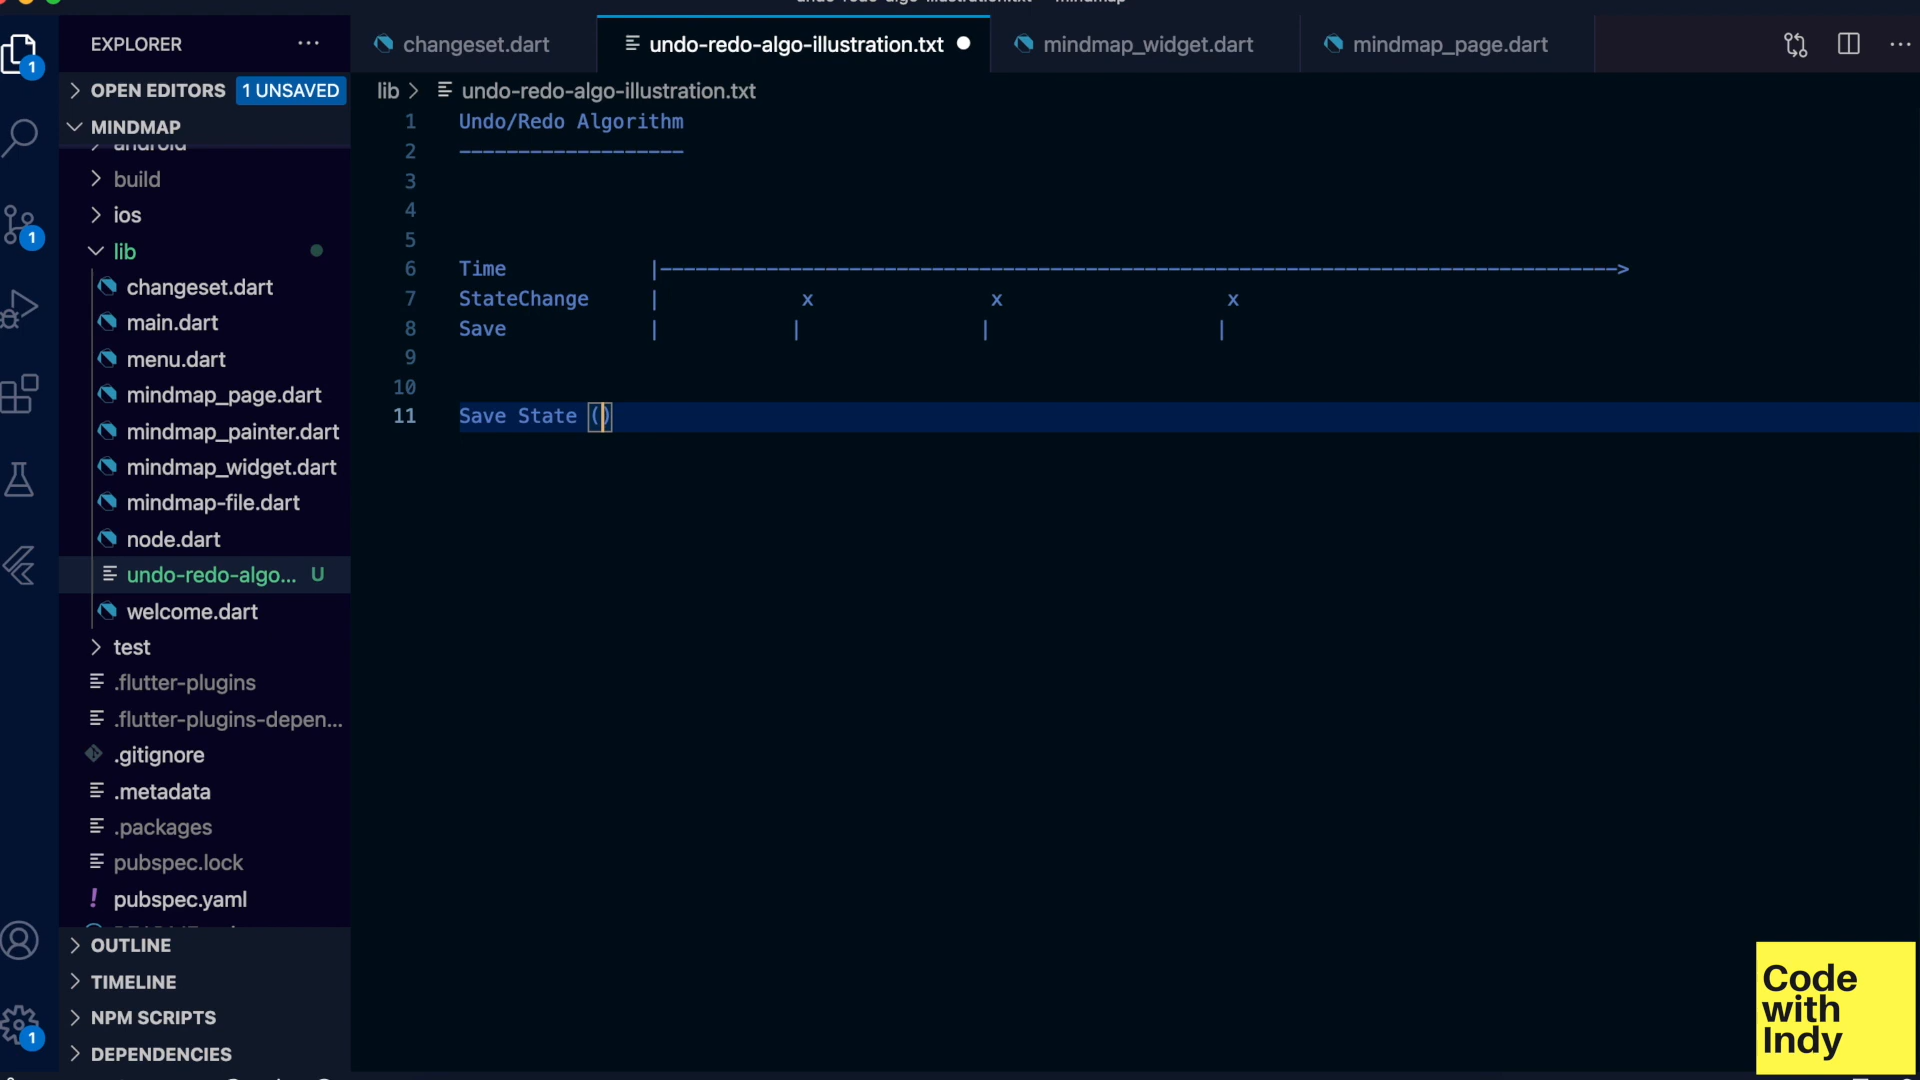 EXPLORER
OPEN EDITORS 1 UNSAVED
MINDMAP
android
build
ios
lib
changeset.dart
main.dart
menu.dart
mindmap_page.dart
mindmap_painter.dart
mindmap_widget.dart
mindmap-file.dart
node.dart
undo-redo-algo... U
welcome.dart
test
.flutter-plugins
.flutter-plugins-depen...
.gitignore
.metadata
.packages
pubspec.lock
pubspec.yaml
OUTLINE
TIMELINE
NPM SCRIPTS
DEPENDENCIES
1
1
1
changeset.dart
undo-redo-algo-illustration.txt
mindmap_widget.dart
mindmap_page.dart
lib > undo-redo-algo-illustration.txt
1 Undo/Redo Algorithm
2 -------------------
3
4
5
6 Time |--------------------------------------------------------------------------------->
7 StateChange | x x x
8 Save | | | |
9
10
11 Save State ()
Code
with
Indy